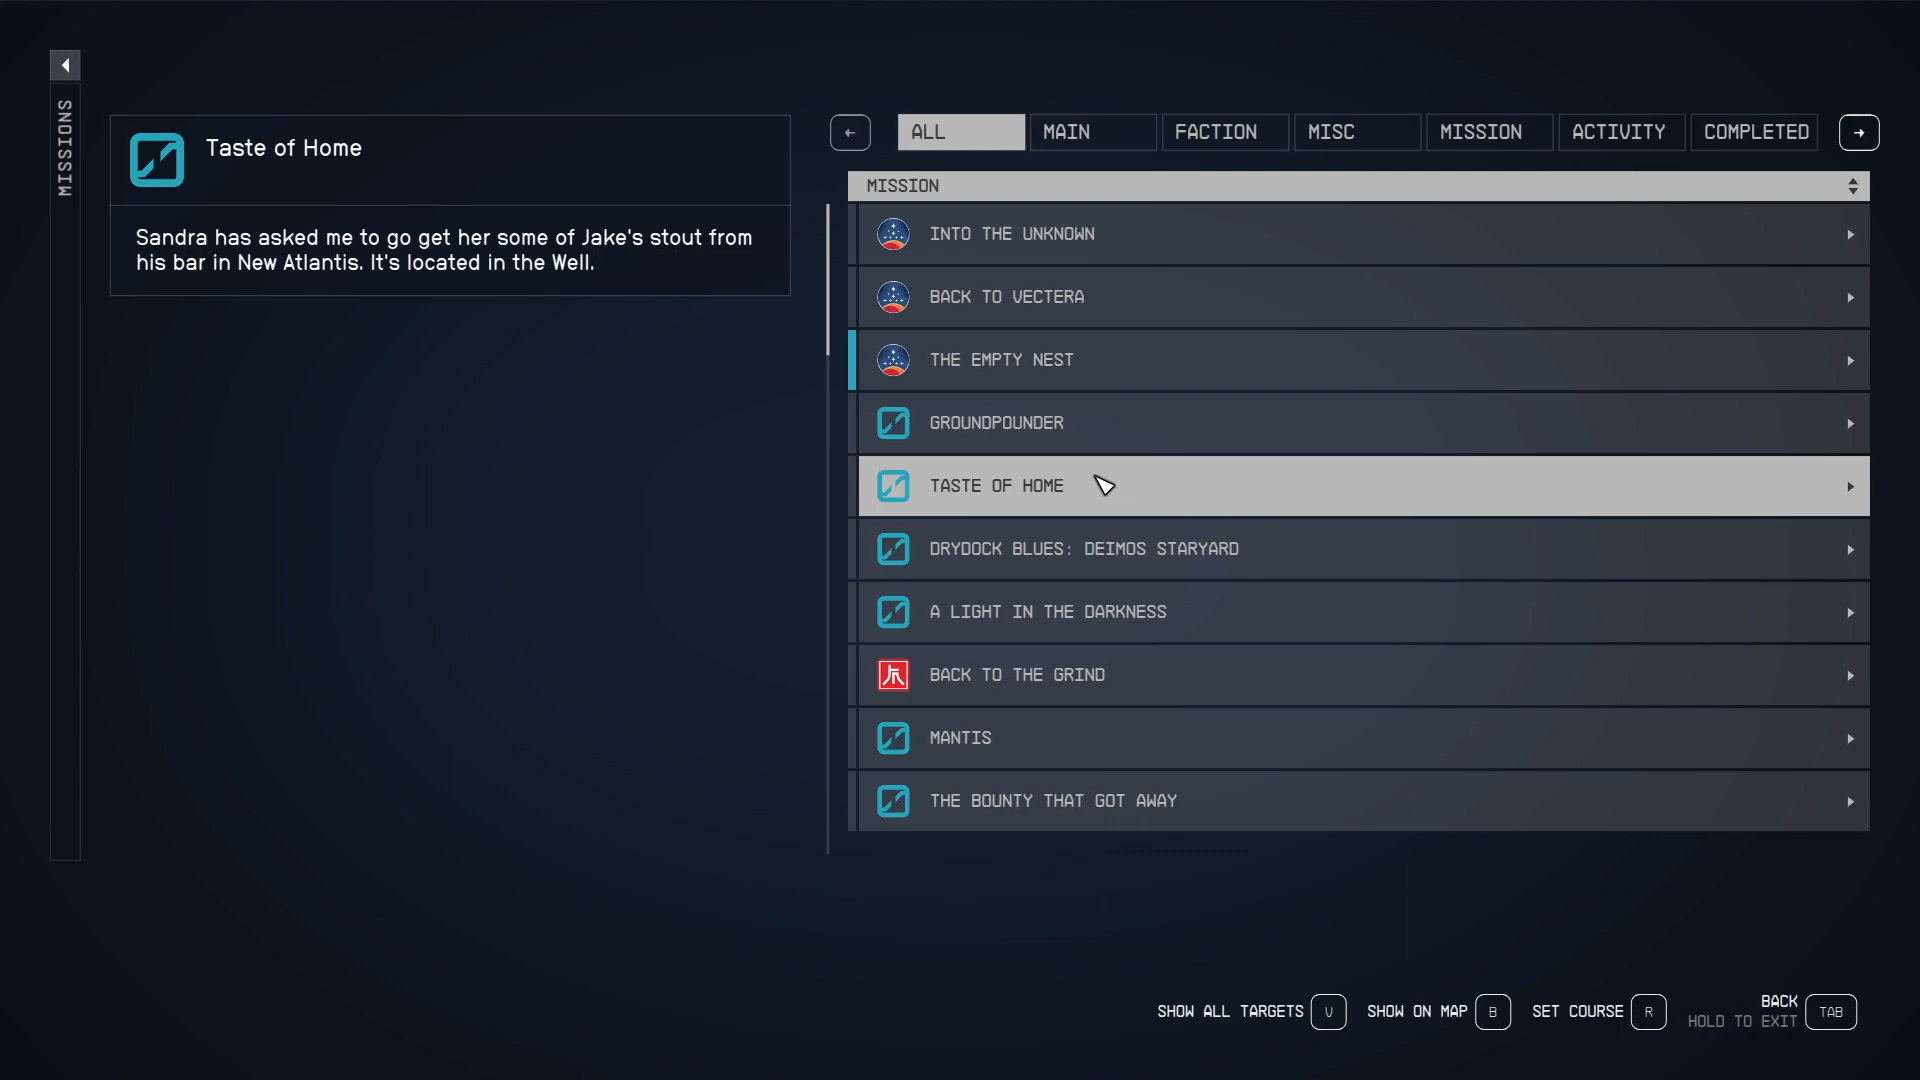 MISSIONS
Taste of Home
Sandra has asked me to go get her some of Jake's stout from
his bar in New Atlantis. It's located in the Well.
ALL
MAIN
FACTION
MISC
MISSION
ACTIVITY
COMPLETED
MISSION
INTO THE UNKNOWN
BACK TO VECTERA
THE EMPTY NEST
GROUNDPOUNDER
TASTE OF HOME
DRYDOCK BLUES: DEIMOS STARYARD
A LIGHT IN THE DARKNESS
BACK TO THE GRIND
MANTIS
THE BOUNTY THAT GOT AWAY
SHOW ALL TARGETS V
SHOW ON MAP B
SET COURSE R
BACK
HOLD TO EXIT
TAB